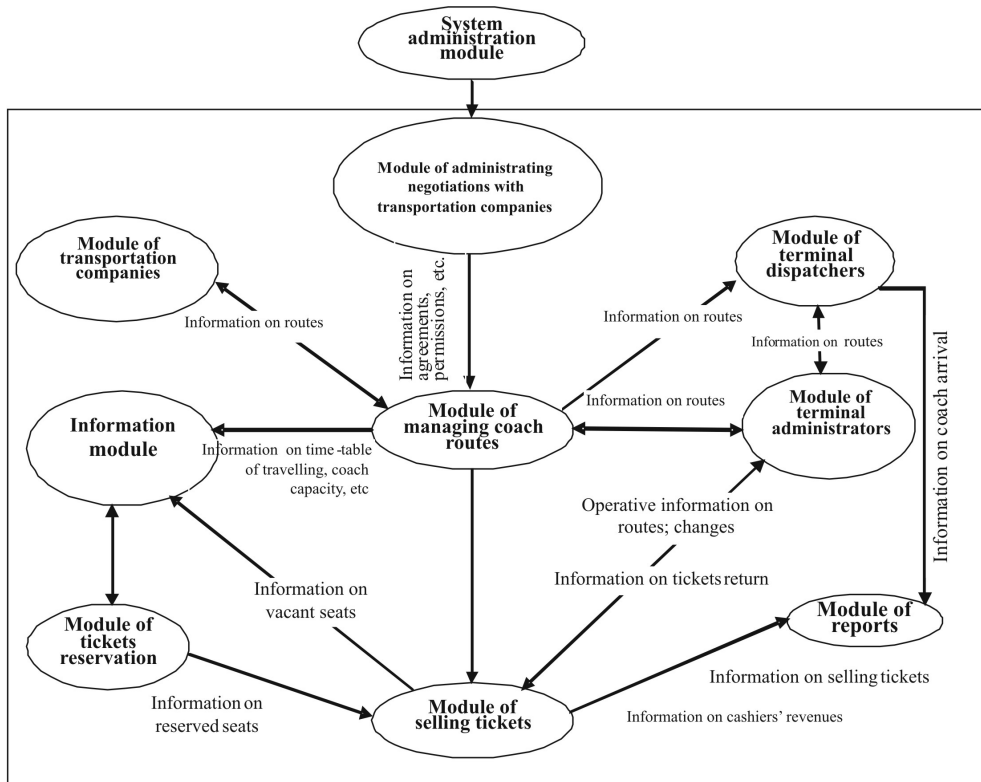 System
administration
module
Module of administrating
negotiations with
transportation companies
Module of
transportation
companies
Module of
terminal
dispatchers
Information on
agreements,
permissions, etc.
Information on routes
Information on routes
Information on routes
Information on coach arrival
Information on routes
Module of
managing coach
routes
Module of
terminal
administrators
Information
module
Information on time-table
of travelling, coach
capacity, etc
Operative information on
routes; changes
Information on tickets return
Information on
vacant seats
Module of
tickets
reservation
Module of
reports
Information on
reserved seats
Module of
selling tickets
Information on selling tickets
Information on cashiers' revenues